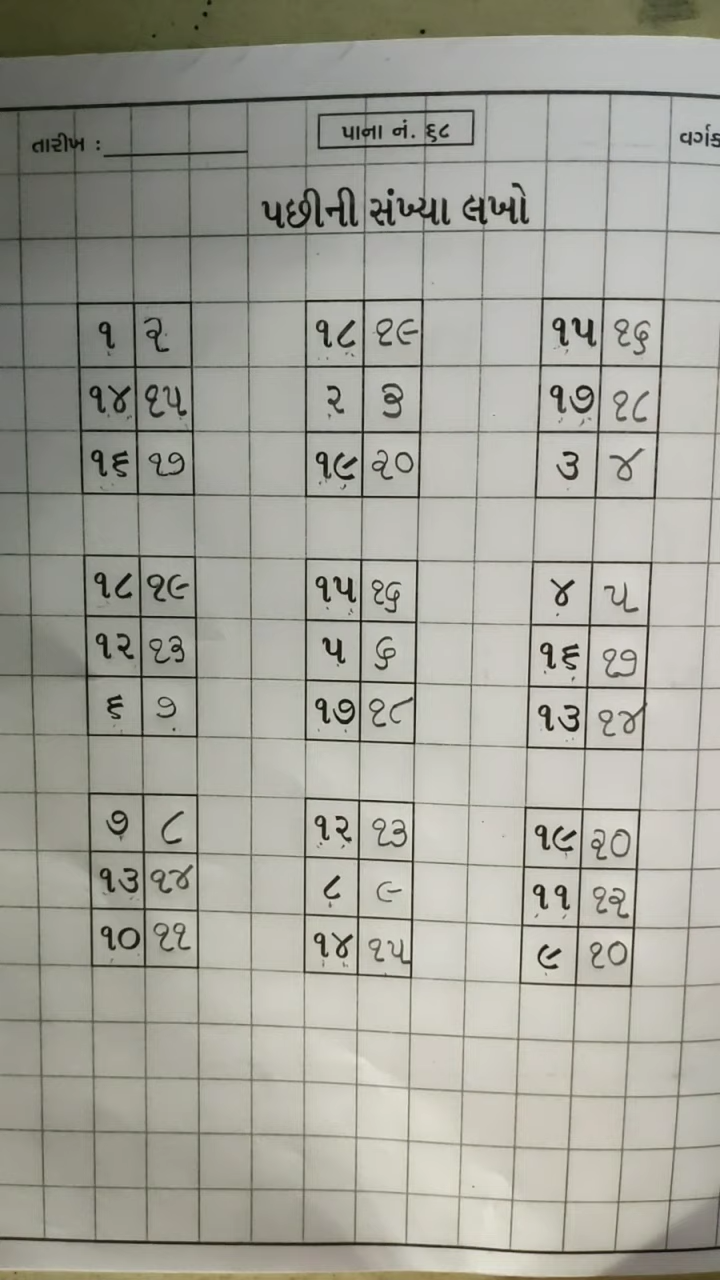 તારીખ : પાના નં. ૬૮ વર્ગક
પછીની સંખ્યા લખો
૧ ૨ ૧૮ ૧૯ ૧૫ ૧૬
૧૪ ૧૫ ૨ ૩ ૧૭ ૧૮
૧૬ ૧૭ ૧૯ ૨૦ ૩ ૪
૧૮ ૧૯ ૧૫ ૧૬ ૪ ૫
૧૨ ૧૩ ૫ ૬ ૧૬ ૧૭
૬ ૭ ૧૭ ૧૮ ૧૩ ૧૪
૭ ૮ ૧૨ ૧૩ ૧૯ ૨૦
૧૩ ૧૪ ૮ ૯ ૧૧ ૧૨
૧૦ ૧૧ ૧૪ ૧૫ ૯ ૧૦